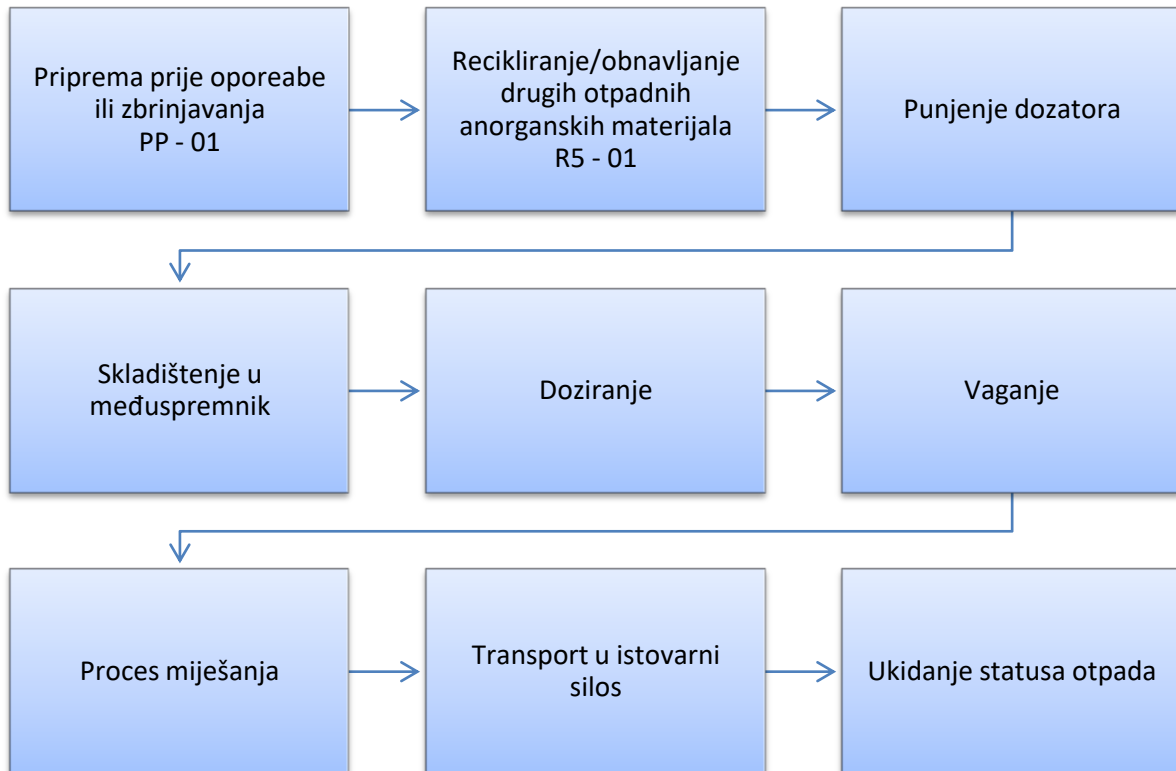 Priprema prije oporeabe
ili zbrinjavanja
PP - 01
Recikliranje/obnavljanje
drugih otpadnih
anorganskih materijala
R5 - 01
Punjenje dozatora
Skladištenje u
međuspremnik
Doziranje
Vaganje
Proces miješanja
Transport u istovarni
silos
Ukidanje statusa otpada